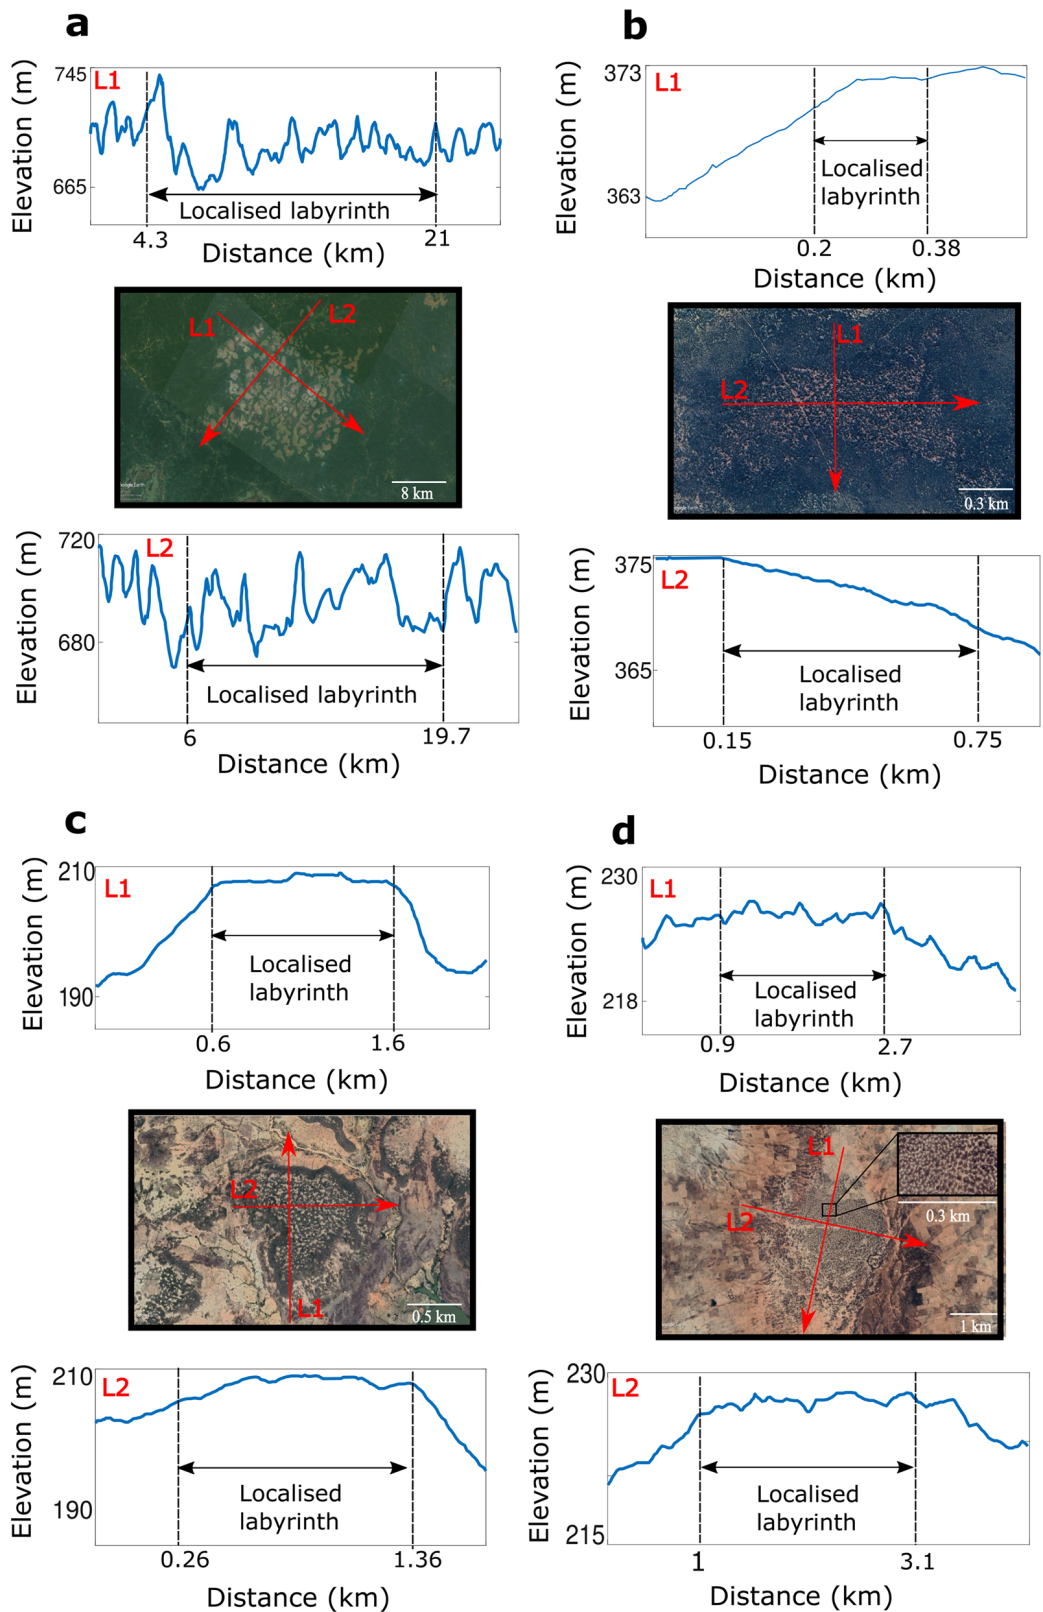 a
Elevation (m)
745
L1
665
Localised labyrinth
4.3
21
Distance (km)
L1
L2
8 km
Elevation (m)
720
L2
680
Localised labyrinth
6
19.7
Distance (km)
b
Elevation (m)
373
L1
363
Localised
labyrinth
0.2
0.38
Distance (km)
L1
L2
0.3 km
Elevation (m)
375
L2
365
Localised
labyrinth
0.15
0.75
Distance (km)
c
Elevation (m)
210
L1
190
Localised
labyrinth
0.6
1.6
Distance (km)
L2
L1
0.5 km
Elevation (m)
210
L2
190
Localised
labyrinth
0.26
1.36
Distance (km)
d
Elevation (m)
230
L1
218
Localised
labyrinth
0.9
2.7
Distance (km)
L1
L2
0.3 km
1 km
Elevation (m)
230
L2
215
Localised
labyrinth
1
3.1
Distance (km)